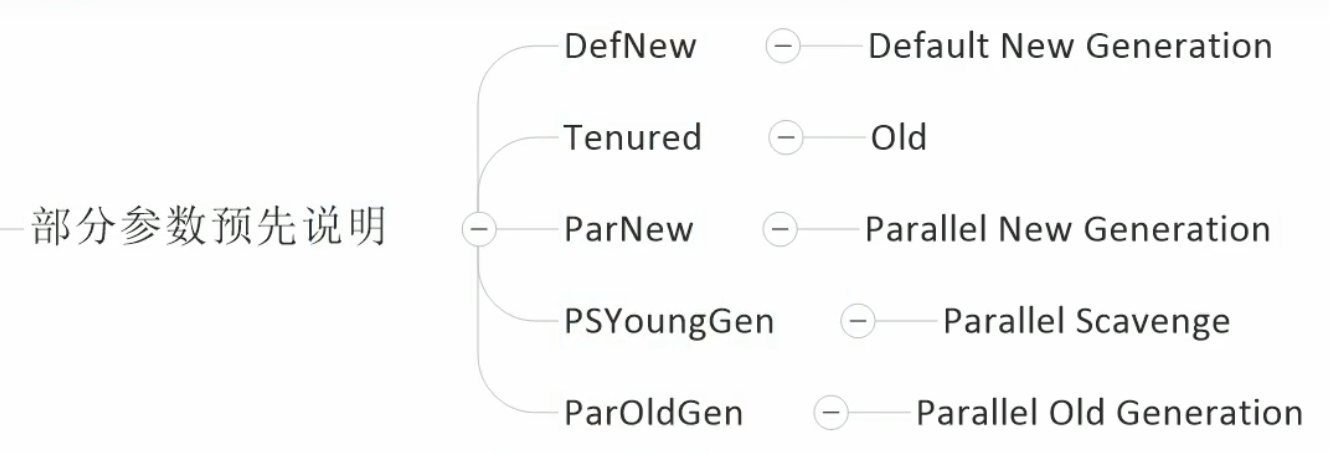 DefNew Default New Generation
Tenured Old
部分参数预先说明 ParNew Parallel New Generation
PSYoungGen Parallel Scavenge
ParOldGen Parallel Old Generation